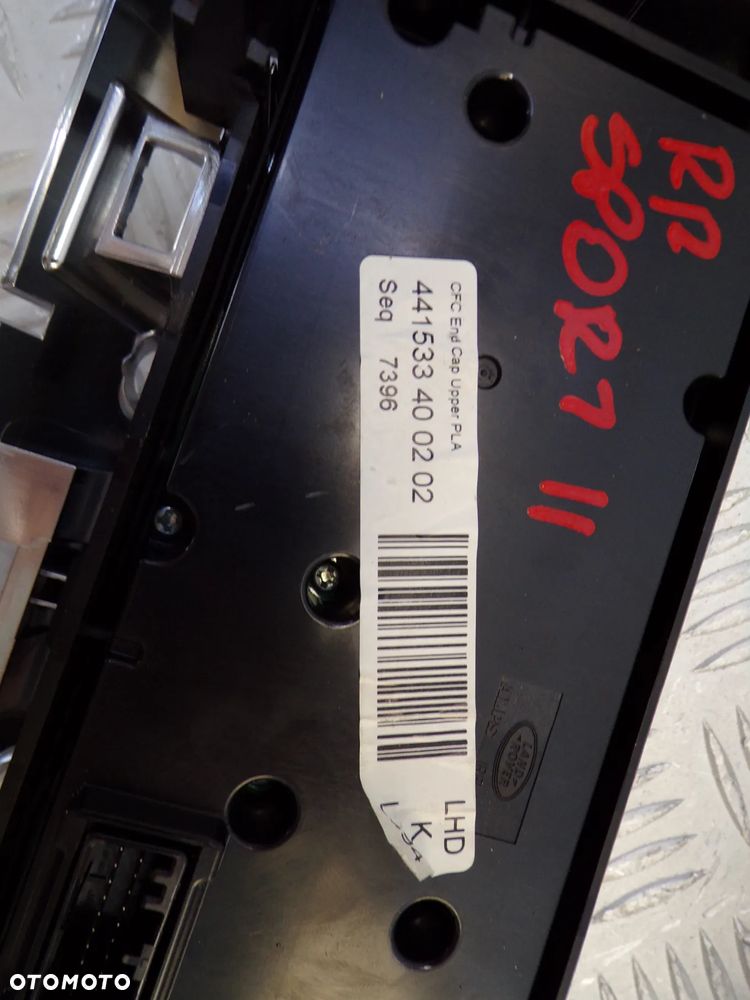 RR
SPORT
II
CFC End Cap Upper PLA
441533 40 02 02
Seq 7396
LHD
K
LAND
ROVER
OTOMOTO